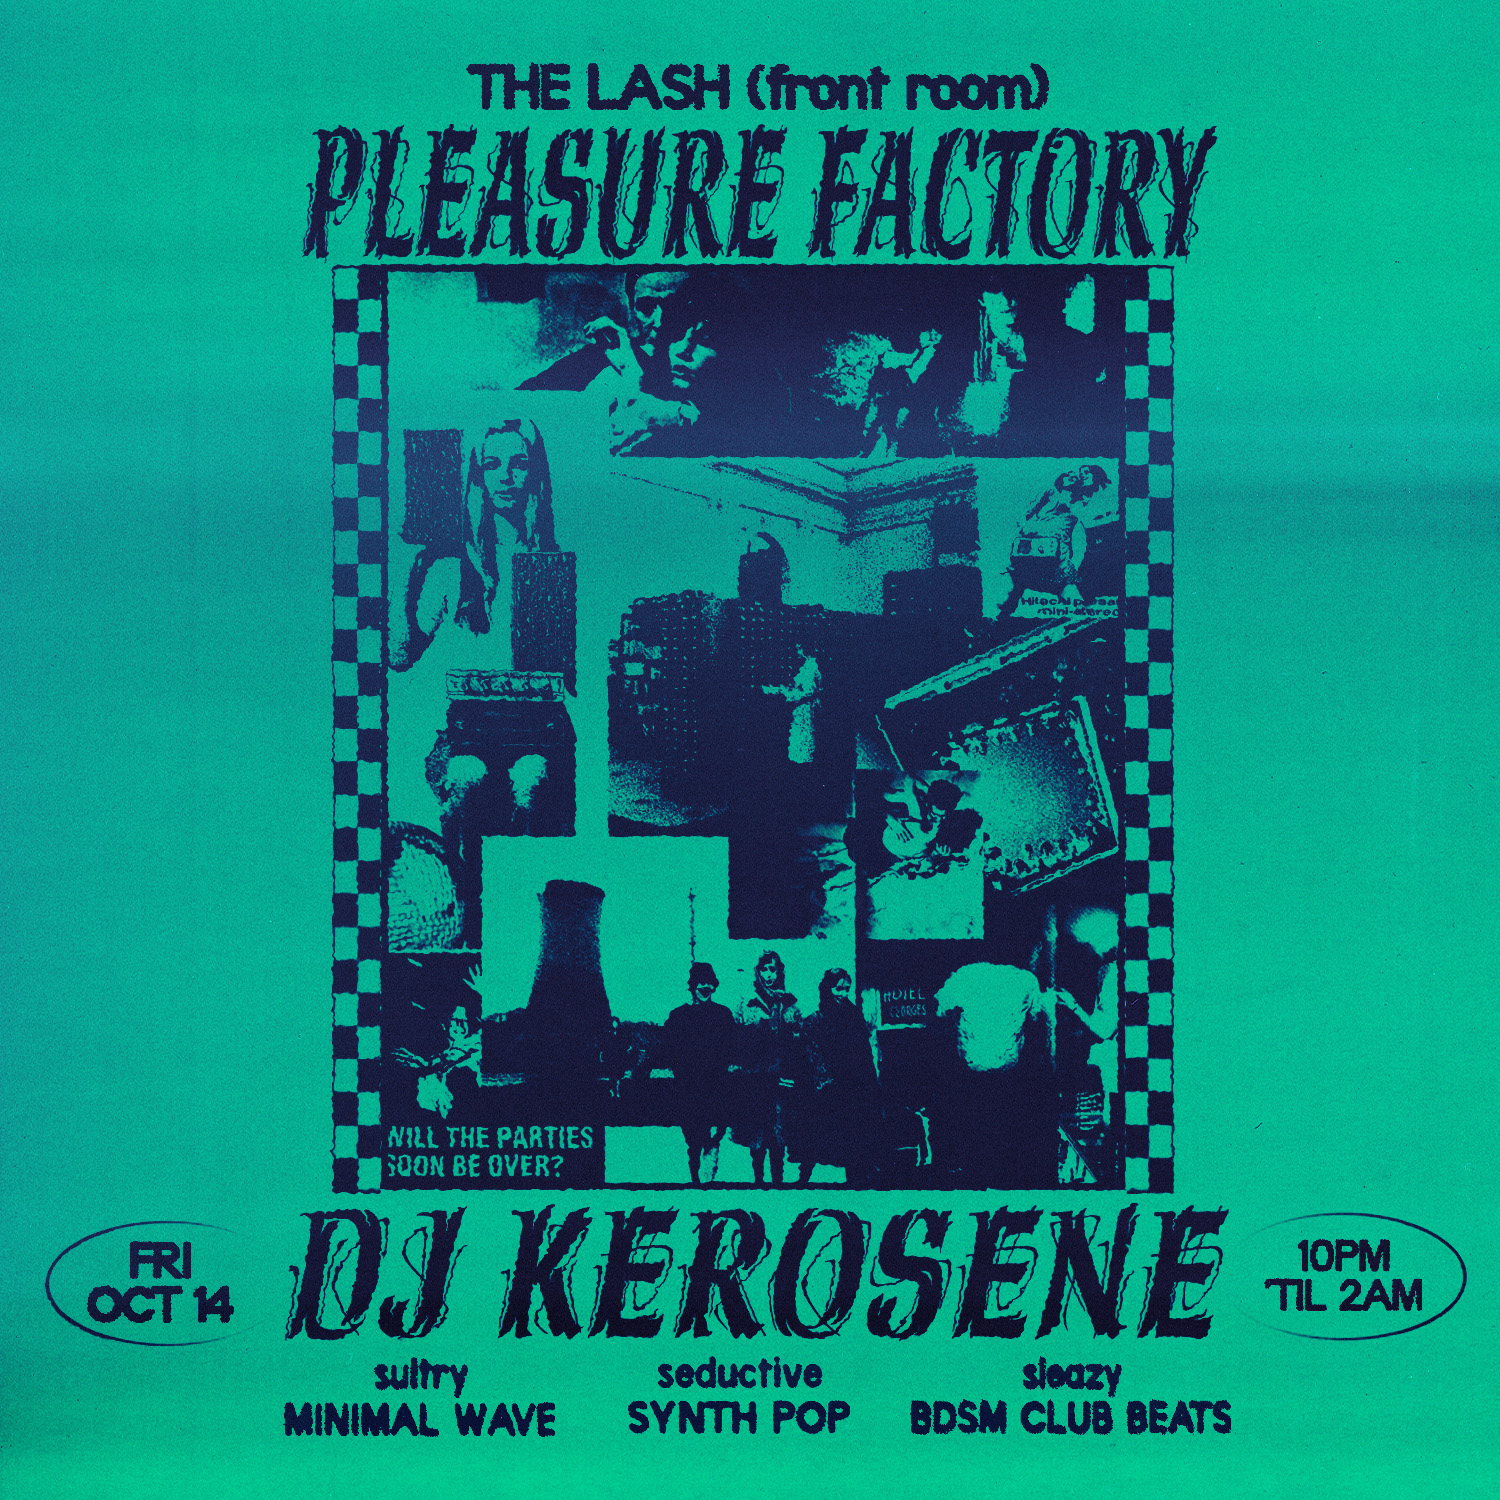 THE LASH (front room)
PLEASURE FACTORY
HOTEL
GEORGES
WILL THE PARTIES
SOON BE OVER?
DJ KEROSENE
FRI
OCT 14
10PM
'TIL 2AM
sultry
MINIMAL WAVE
seductive
SYNTH POP
sleazy
BDSM CLUB BEATS